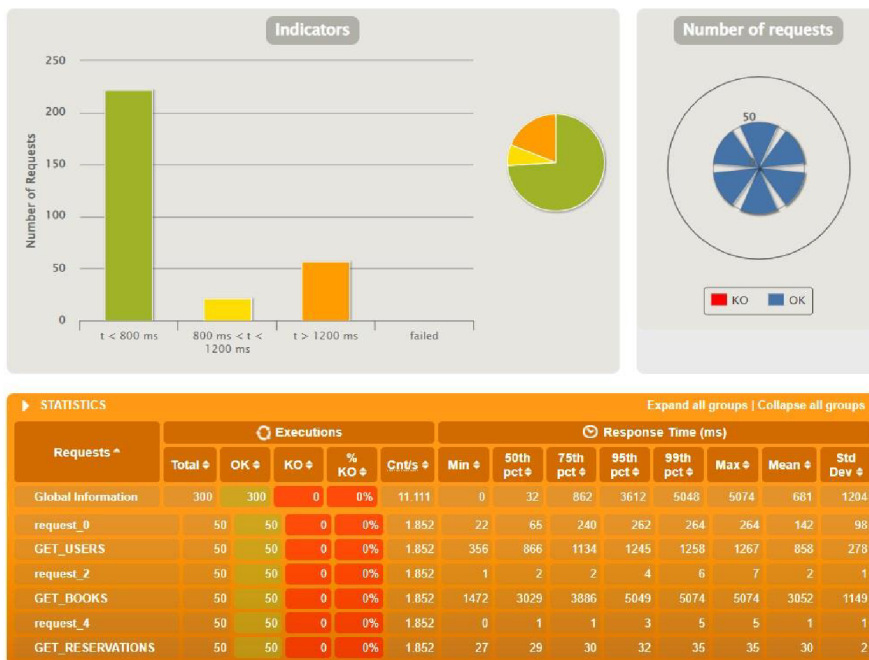 Indicators
250
200
150
100
50
0
Number of Requests
t < 800 ms
800 ms < t <
1200 ms
t > 1200 ms
failed
Number of requests
50
KO
OK
STATISTICS
Expand all groups | Collapse all groups
Executions
Response Time (ms)
Requests Total OK KO % KO Cnt/s Min 50th pct 75th pct 95th pct 99th pct Max Mean Std Dev
Global Information 300 300 0 0% 11.111 0 32 862 3612 5048 5074 681 1204
request_0 50 50 0 0% 1.852 22 65 240 262 264 264 142 98
GET_USERS 50 50 0 0% 1.852 356 866 1134 1245 1258 1267 858 278
request_2 50 50 0 0% 1.852 1 2 2 4 6 7 2 1
GET_BOOKS 50 50 0 0% 1.852 1472 3029 3886 5049 5074 5074 3052 1149
request_4 50 50 0 0% 1.852 0 1 1 3 5 5 1 1
GET_RESERVATIONS 50 50 0 0% 1.852 27 29 30 32 35 35 30 2